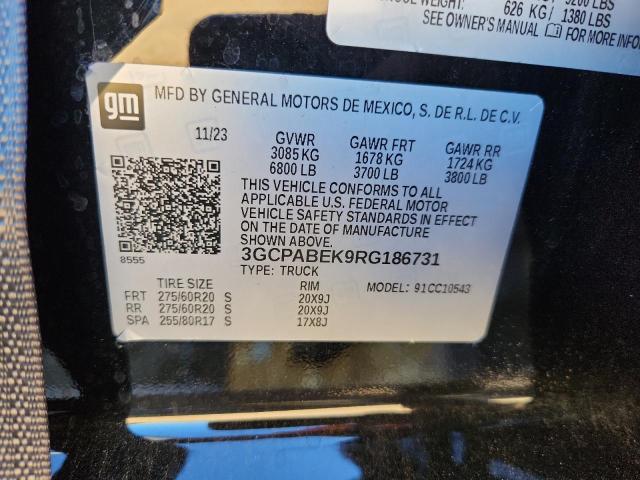 5200 LBS
WEIGHT: 626 KG / 1380 LBS
SEE OWNER'S MANUAL FOR MORE INFOR
gm
MFD BY GENERAL MOTORS DE MEXICO, S. DE R.L. DE C.V.
11/23 GVWR GAWR FRT GAWR RR
3085 KG 1678 KG 1724 KG
6800 LB 3700 LB 3800 LB
THIS VEHICLE CONFORMS TO ALL
APPLICABLE U.S. FEDERAL MOTOR
VEHICLE SAFETY STANDARDS IN EFFECT
ON THE DATE OF MANUFACTURE
SHOWN ABOVE.
8555 3GCPABEK9RG186731
TYPE: TRUCK
TIRE SIZE RIM MODEL: 91CC10543
FRT 275/60R20 S 20X9J
RR 275/60R20 S 20X9J
SPA 255/80R17 S 17X8J